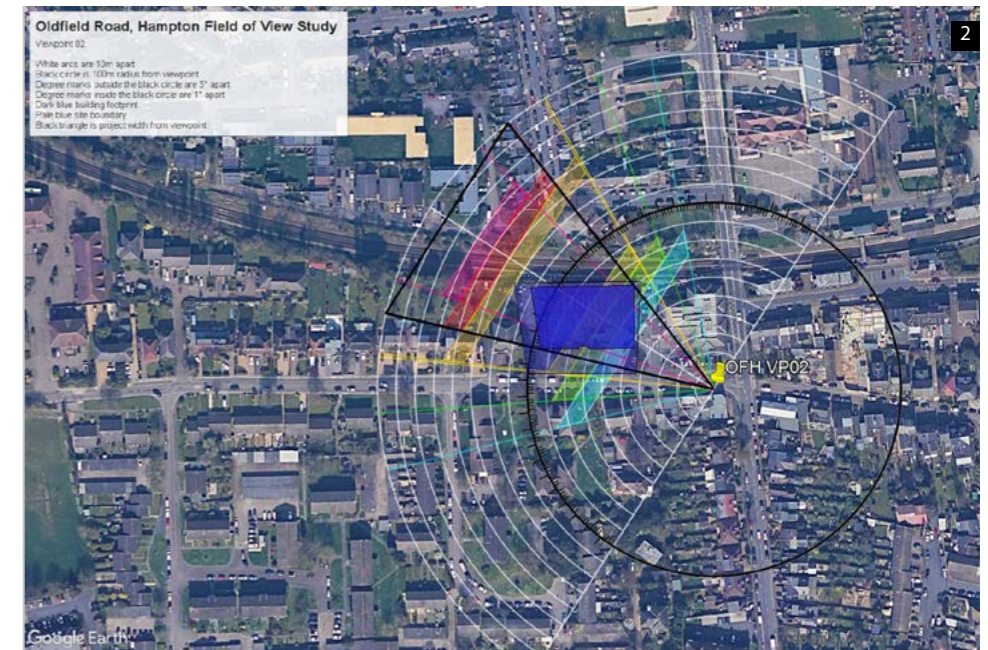 Oldfield Road, Hampton Field of View Study
Viewpoint 02
White arcs are 10m apart
Black circle is 100m radius from viewpoint
Degree marks outside the black circle are 5° apart
Degree marks inside the black circle are 1° apart
Dark blue building footprint
Pale blue site boundary
Black triangle is project width from viewpoint
2
OFH VP02
Google Earth